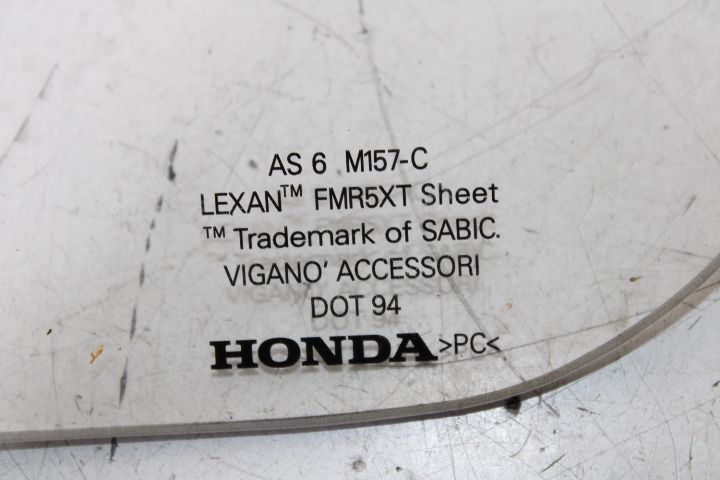 AS 6 M157-C
LEXAN™ FMR5XT Sheet
™ Trademark of SABIC.
VIGANO' ACCESSORI
DOT 94
HONDA >PC<